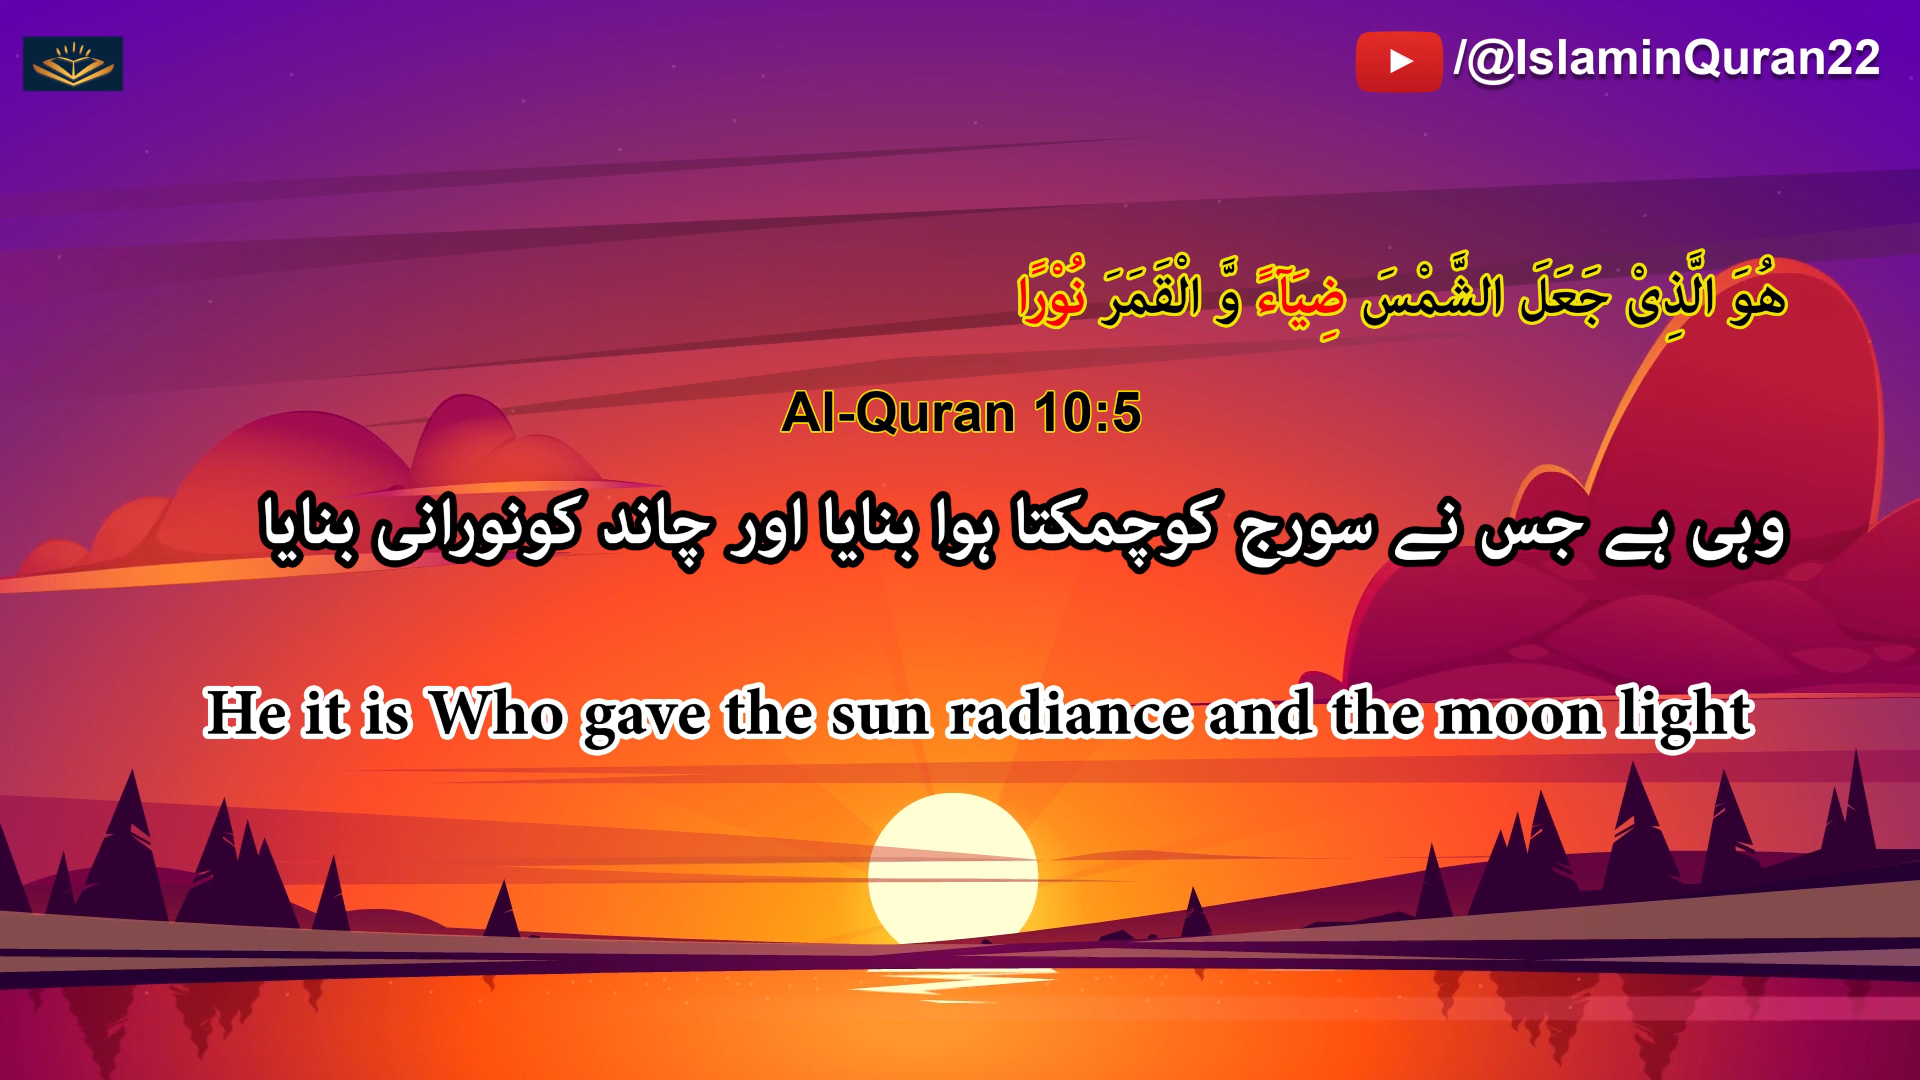 /@IslaminQuran22
هُوَ الَّذِیْ جَعَلَ الشَّمْسَ ضِیَآءً وَّ الْقَمَرَ نُوْرًا
Al-Quran 10:5
وہی ہے جس نے سورج کوچمکتا ہوا بنایا اور چاند کونورانی بنایا
He it is Who gave the sun radiance and the moon light